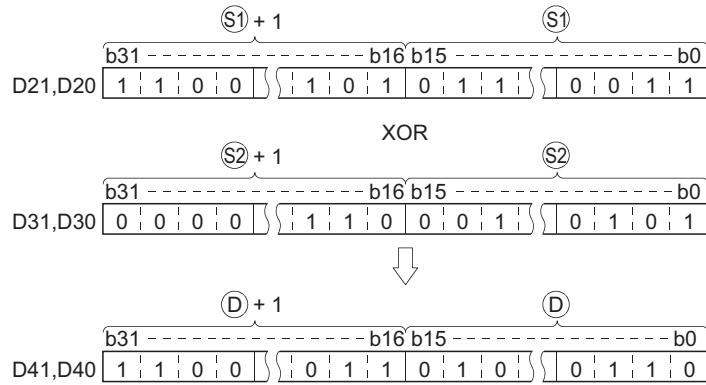 S1 + 1 S1
b31 b16 b15 b0
D21,D20 1 1 0 0 1 0 1 0 1 1 0 0 1 1
XOR
S2 + 1 S2
b31 b16 b15 b0
D31,D30 0 0 0 0 1 1 0 0 0 1 0 1 0 1
D + 1 D
b31 b16 b15 b0
D41,D40 1 1 0 0 0 1 1 0 1 0 0 1 1 0